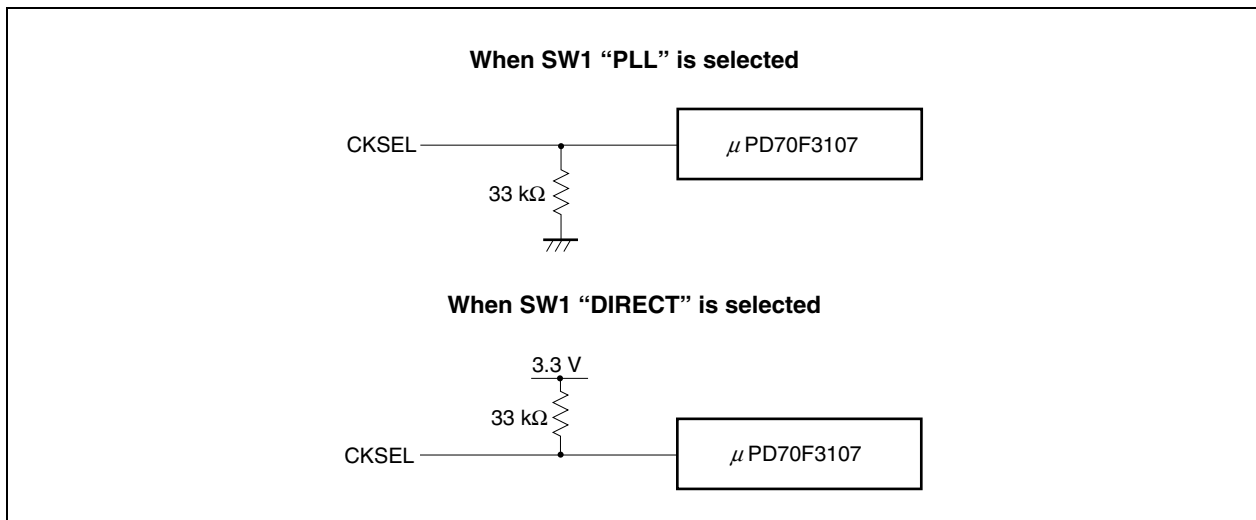 When SW1 “PLL” is selected
CKSEL
μPD70F3107
33 kΩ
When SW1 “DIRECT” is selected
3.3 V
33 kΩ
CKSEL
μPD70F3107